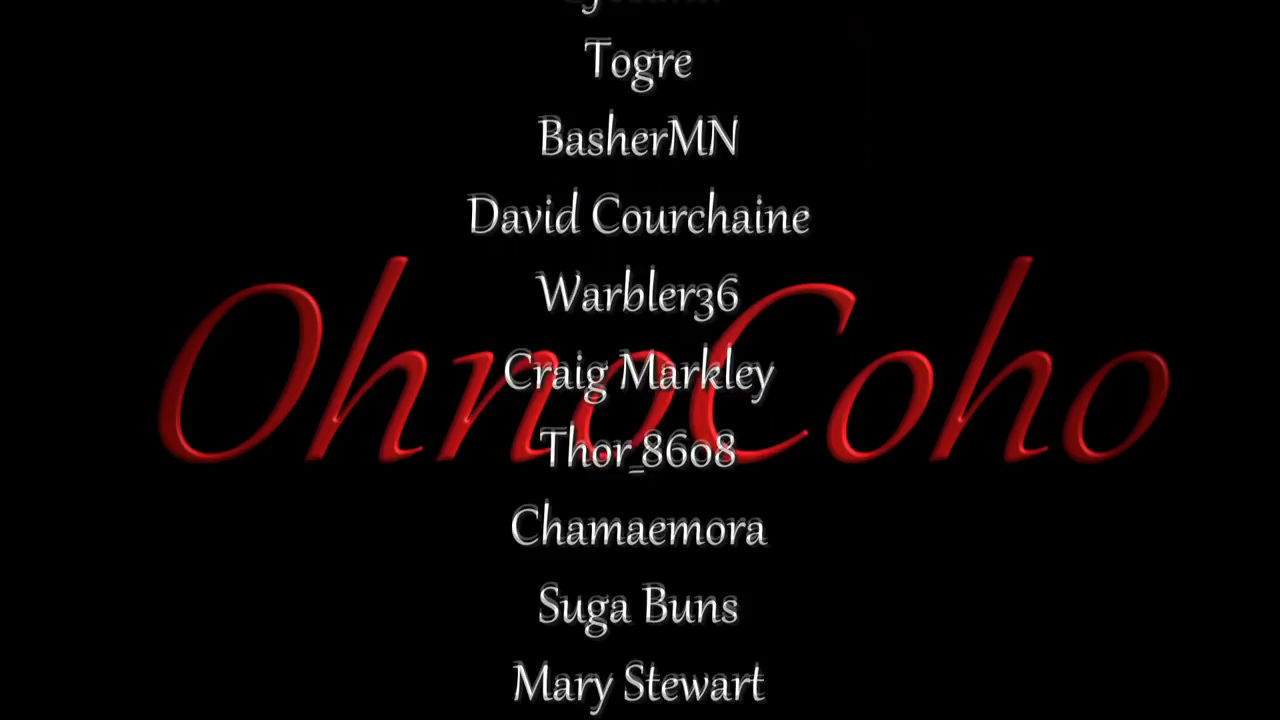 Togre
BasherMN
David Courchaine
Warbler36
OhnoCoho
Craig Markley
Thor_8608
Chamaemora
Suga Buns
Mary Stewart